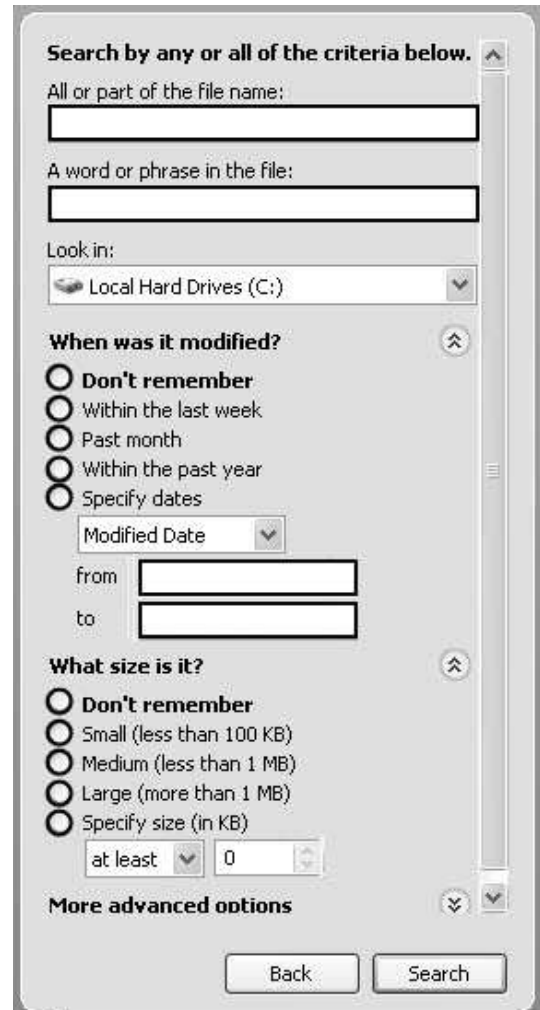 Search by any or all of the criteria below.
All or part of the file name:
A word or phrase in the file:
Look in:
Local Hard Drives (C:)
When was it modified?
Don't remember
Within the last week
Past month
Within the past year
Specify dates
Modified Date
from
to
What size is it?
Don't remember
Small (less than 100 KB)
Medium (less than 1 MB)
Large (more than 1 MB)
Specify size (in KB)
at least 0
More advanced options
Back Search